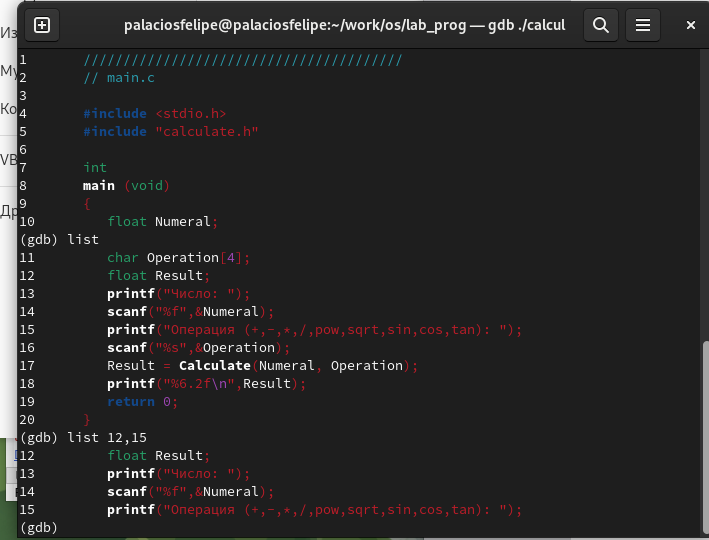 palaciosfelipe@palaciosfelipe:~/work/os/lab_prog — gdb ./calcul
1 ////////////////////////////////////////
2 // main.c
3
4 #include <stdio.h>
5 #include "calculate.h"
6
7 int
8 main (void)
9 {
10 float Numeral;
(gdb) list
11 char Operation[4];
12 float Result;
13 printf("Число: ");
14 scanf("%f",&Numeral);
15 printf("Операция (+,-,*,/,pow,sqrt,sin,cos,tan): ");
16 scanf("%s",&Operation);
17 Result = Calculate(Numeral, Operation);
18 printf("%6.2f\n",Result);
19 return 0;
20 }
(gdb) list 12,15
12 float Result;
13 printf("Число: ");
14 scanf("%f",&Numeral);
15 printf("Операция (+,-,*,/,pow,sqrt,sin,cos,tan): ");
(gdb)
Из
Му
Ко
VB
Др